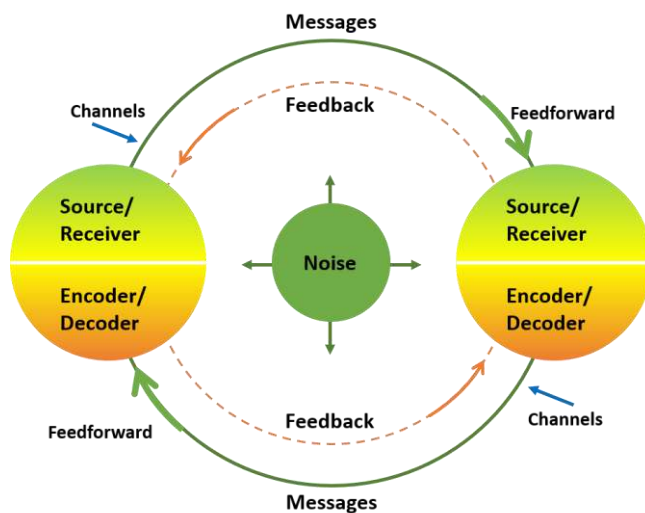 Messages
Channels
Feedback
Feedforward
Source/
Receiver
Encoder/
Decoder
Noise
Source/
Receiver
Encoder/
Decoder
Feedforward
Feedback
Channels
Messages